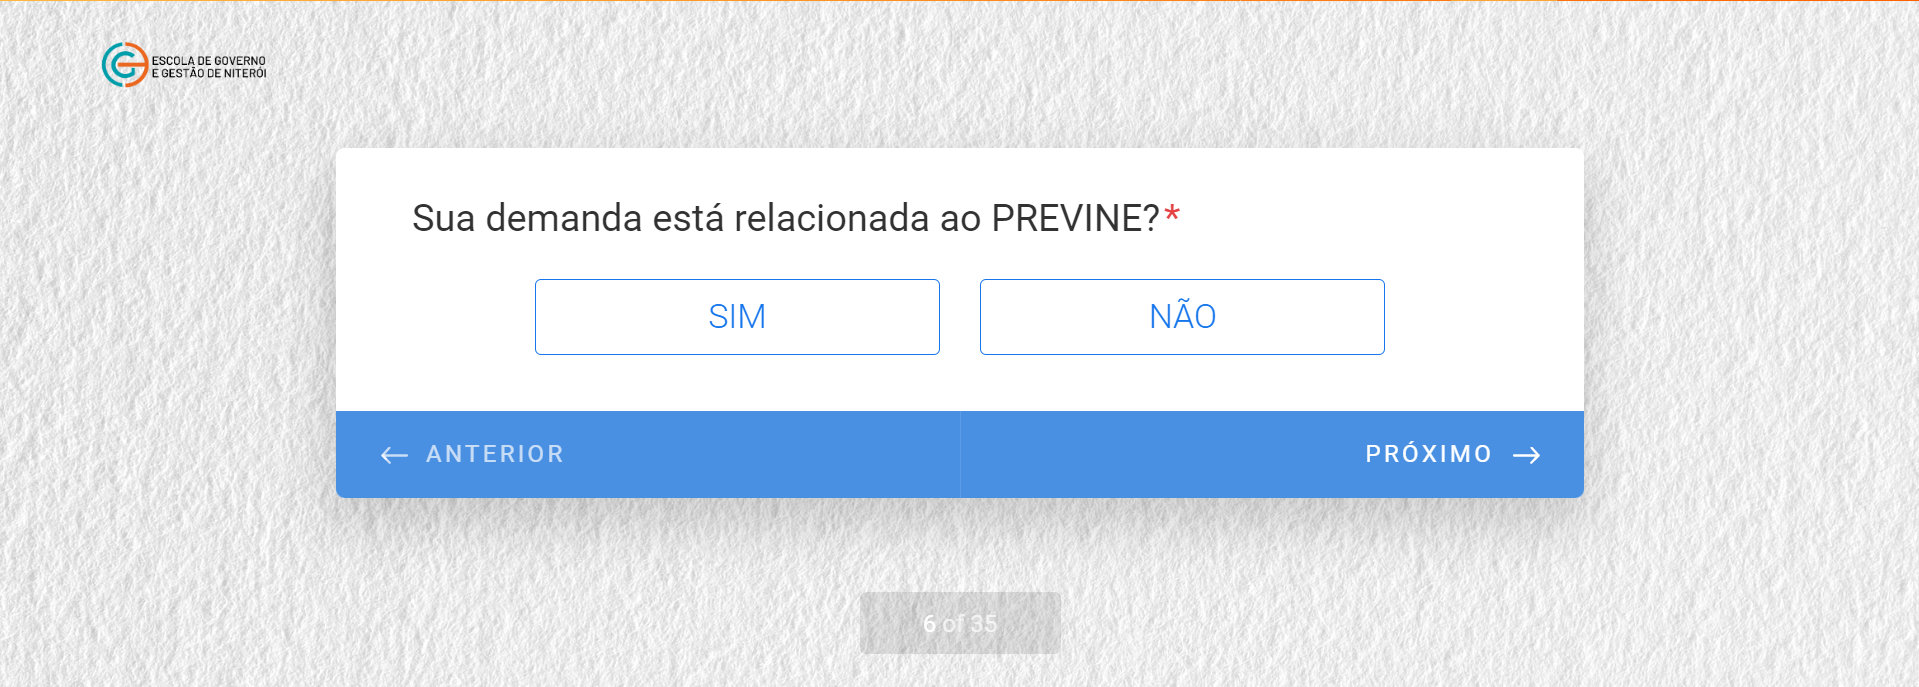 ESCOLA DE GOVERNO
E GESTÃO DE NITERÓI
Sua demanda está relacionada ao PREVINE?*
SIM
NÃO
← ANTERIOR
PRÓXIMO →
6 of 35